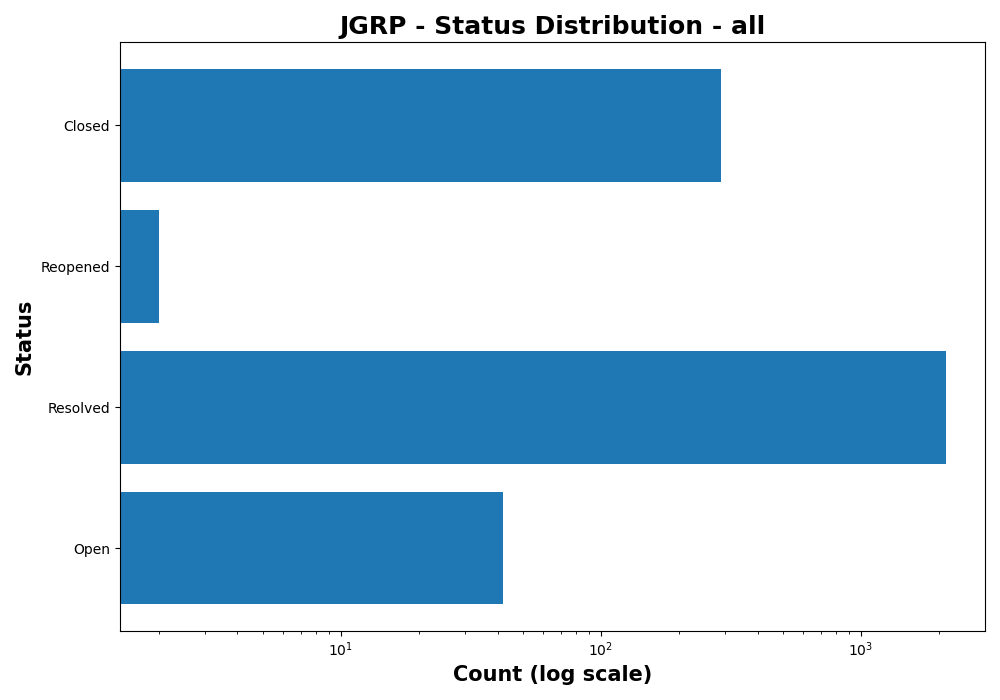 JGRP - Status Distribution - all
Closed
Reopened
Resolved
Open
Status
10¹
10²
10³
Count (log scale)